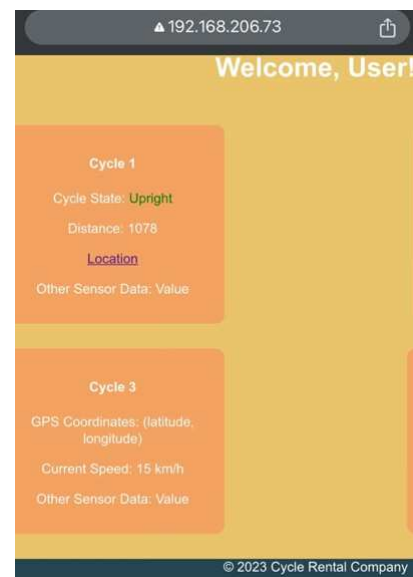 192.168.206.73
Welcome, User!
Cycle 1
Cycle State: Upright
Distance: 1078
Location
Other Sensor Data: Value
Cycle 3
GPS Coordinates: (latitude,
longitude)
Current Speed: 15 km/h
Other Sensor Data: Value
© 2023 Cycle Rental Company